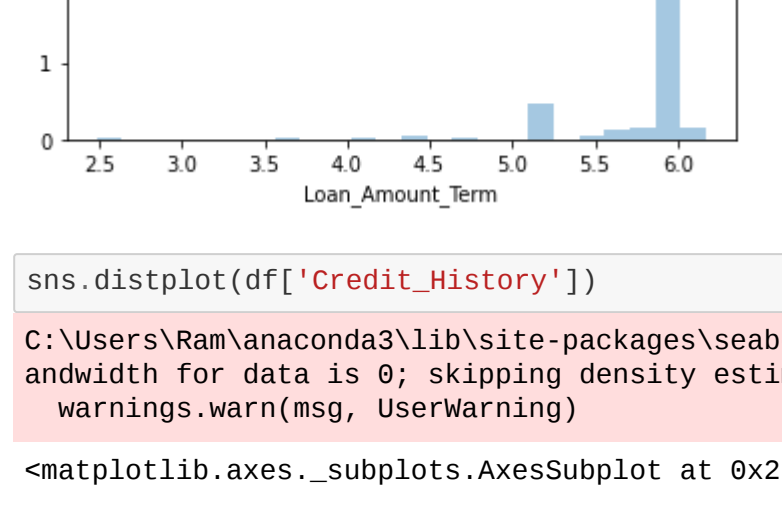 1
0
2.5 3.0 3.5 4.0 4.5 5.0 5.5 6.0
Loan_Amount_Term
sns.distplot(df['Credit_History'])
C:\Users\Ram\anaconda3\lib\site-packages\seab
andwidth for data is 0; skipping density esti
warnings.warn(msg, UserWarning)
<matplotlib.axes._subplots.AxesSubplot at 0x2